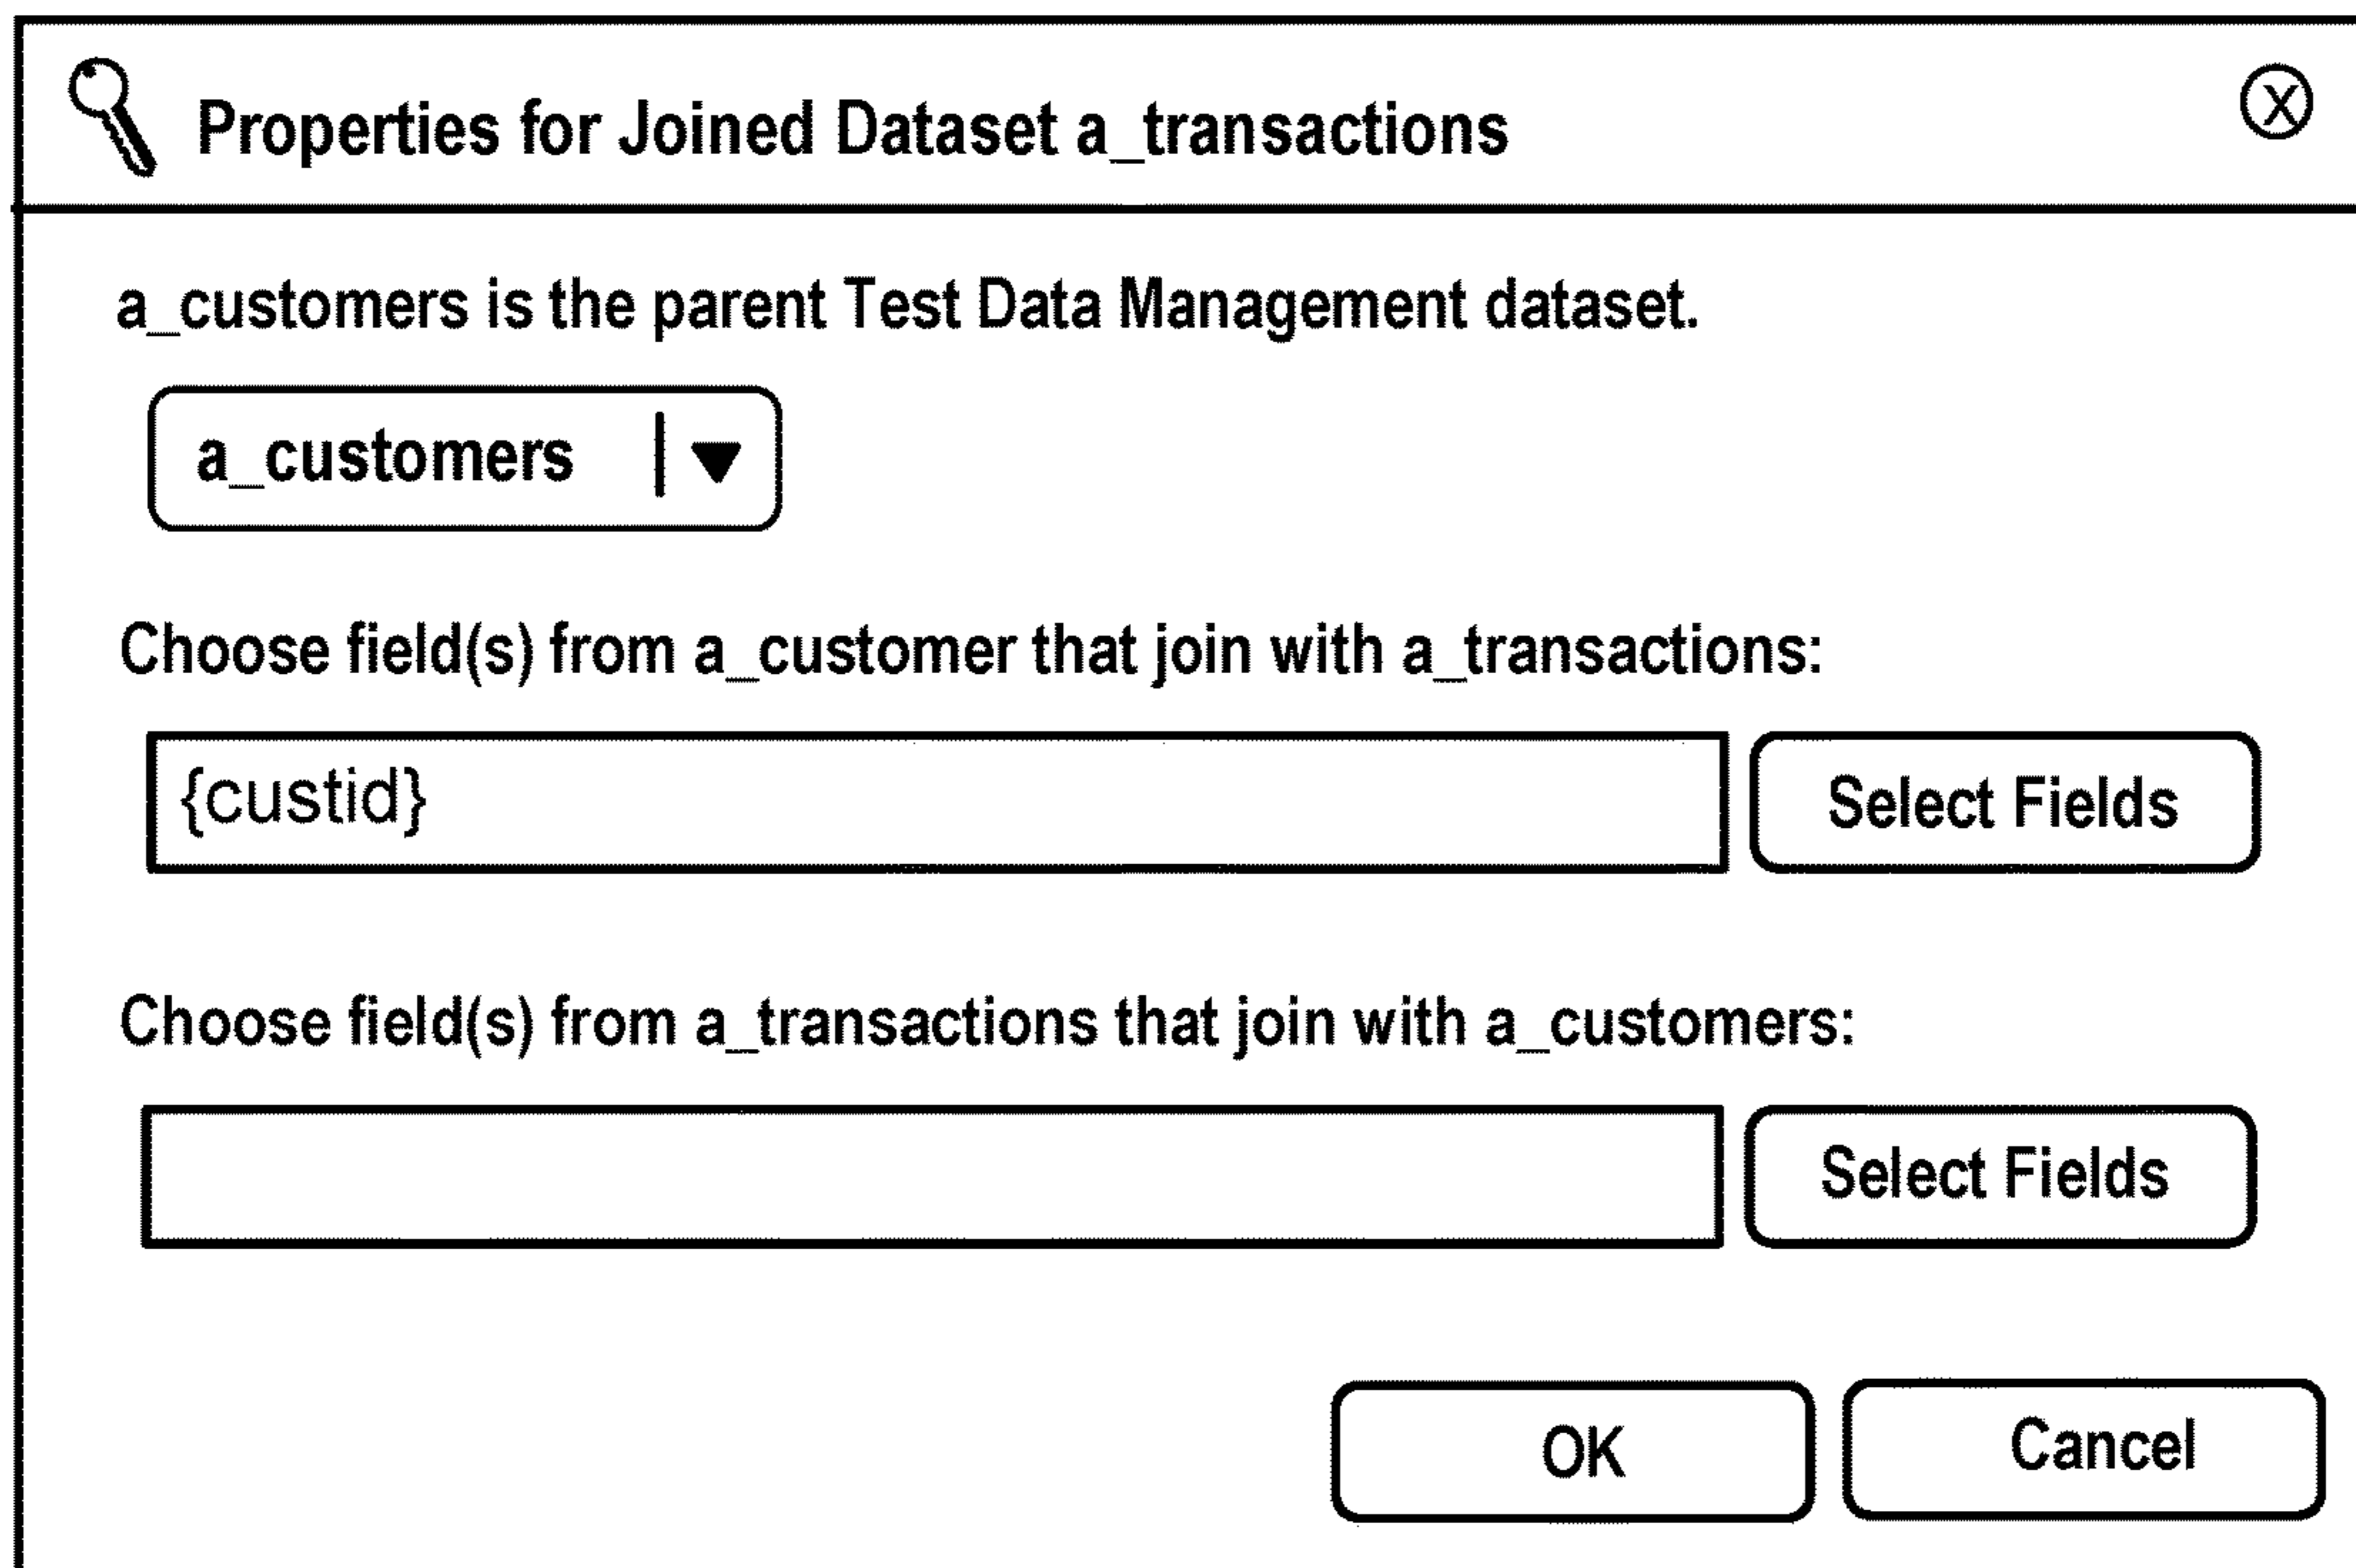 Properties for Joined Dataset a_transactions
X
a_customers is the parent Test Data Management dataset.
a_customers
Choose field(s) from a_customer that join with a_transactions:
{custid}
Select Fields
Choose field(s) from a_transactions that join with a_customers:
Select Fields
OK
Cancel